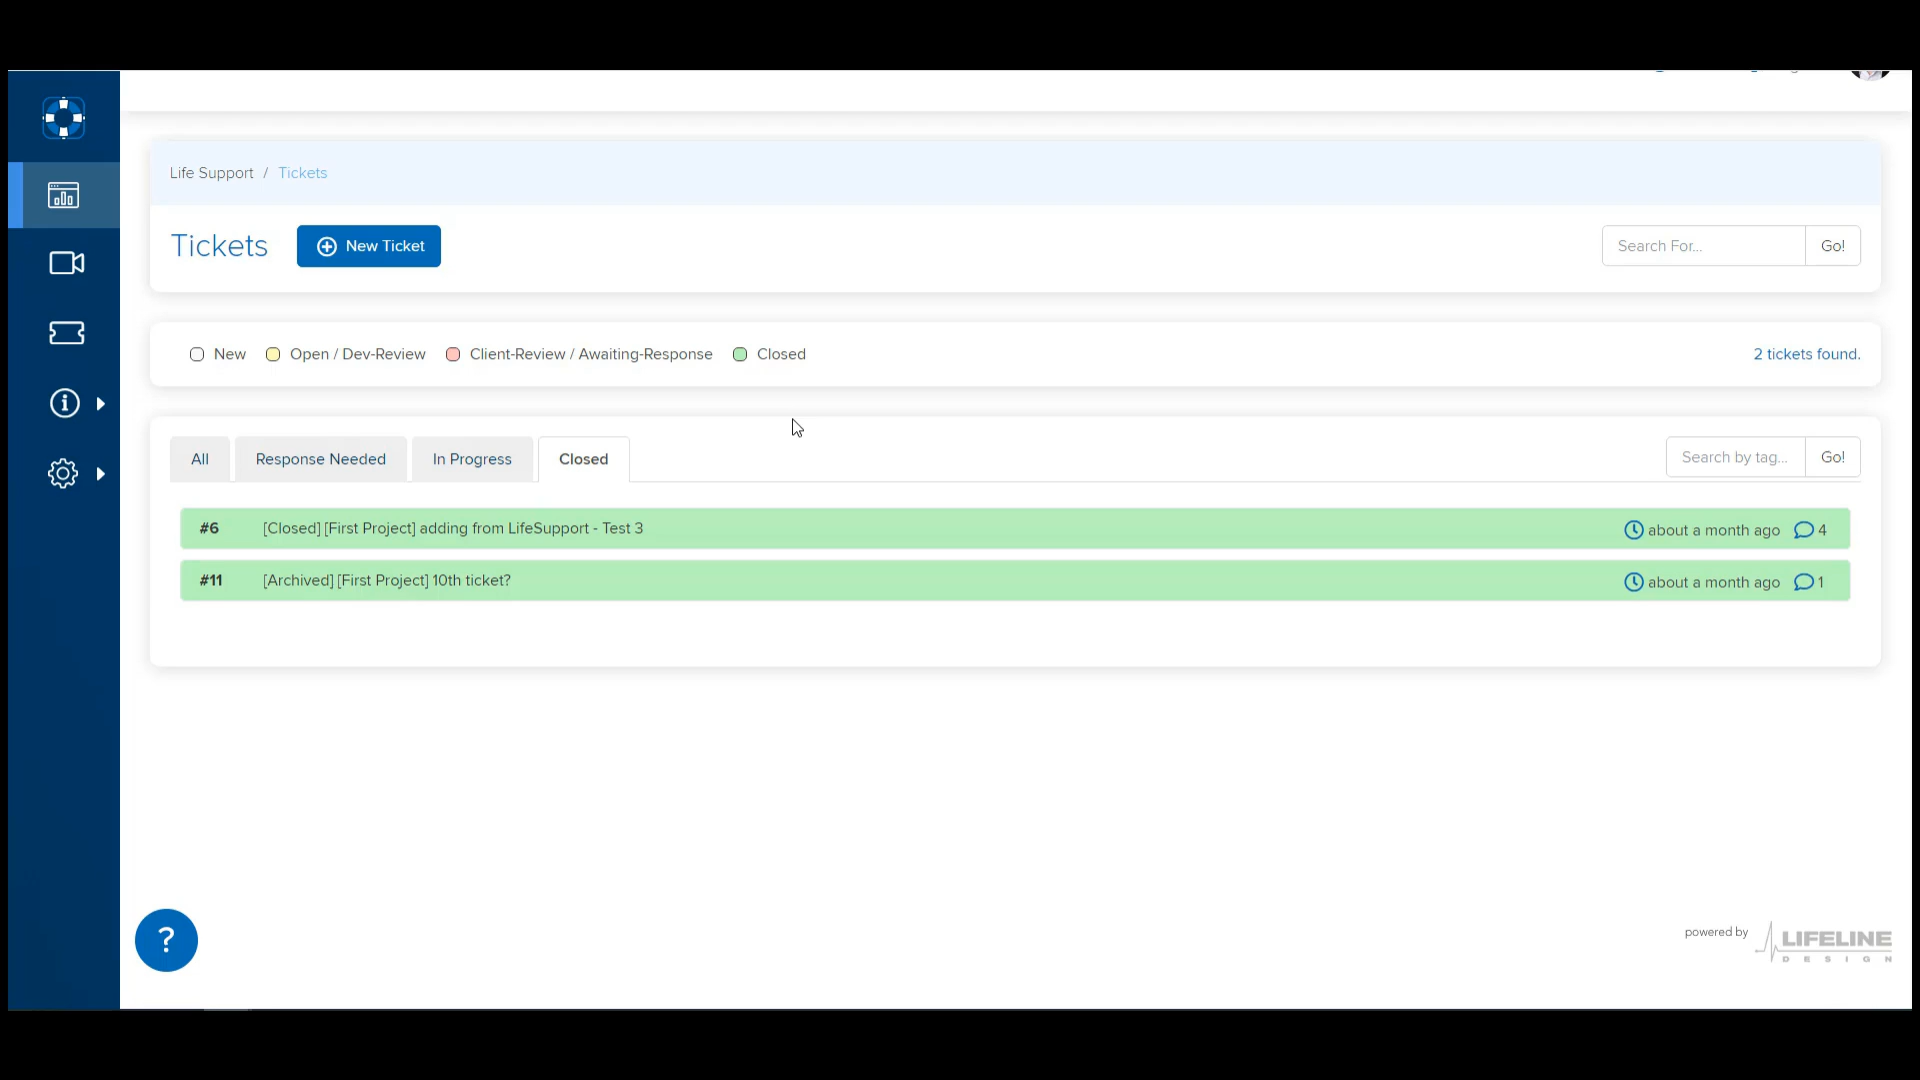 Life Support / Tickets
Tickets
New Ticket
Search For...
Go!
New
Open / Dev-Review
Client-Review / Awaiting-Response
Closed
2 tickets found.
All
Response Needed
In Progress
Closed
Search by tag...
Go!
#6 [Closed] [First Project] adding from LifeSupport - Test 3 about a month ago 4
#11 [Archived] [First Project] 10th ticket? about a month ago 1
?
powered by LIFELINE
DESIGN